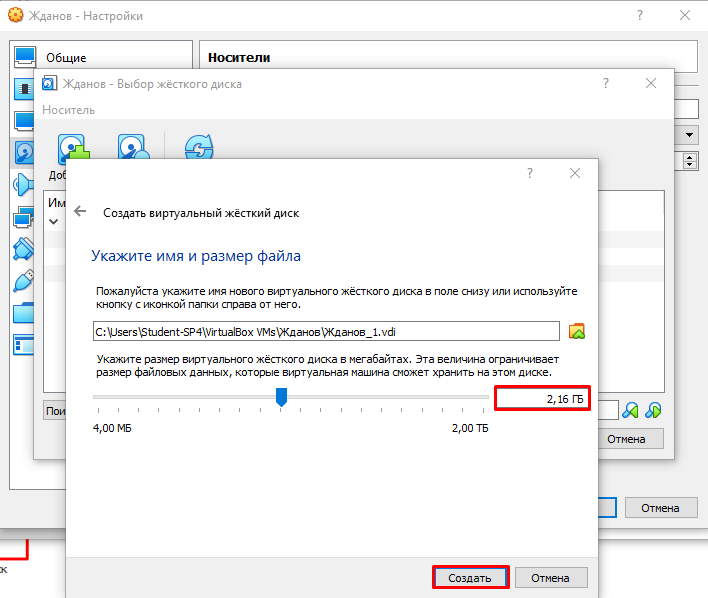 Жданов - Настройки
?
Общие
Носители
Жданов - Выбор жёсткого диска
?
Носитель
?
Создать виртуальный жёсткий диск
Укажите имя и размер файла
Пожалуйста укажите имя нового виртуального жёсткого диска в поле снизу или используйте
кнопку с иконкой папки справа от него.
C:\Users\Student-SP4\VirtualBox VMs\Жданов\Жданов_1.vdi
Укажите размер виртуального жёсткого диска в мегабайтах. Эта величина ограничивает
размер файловых данных, которые виртуальная машина сможет хранить на этом диске.
2,16 ГБ
4,00 МБ
2,00 ТБ
Отмена
Отмена
Создать
Отмена